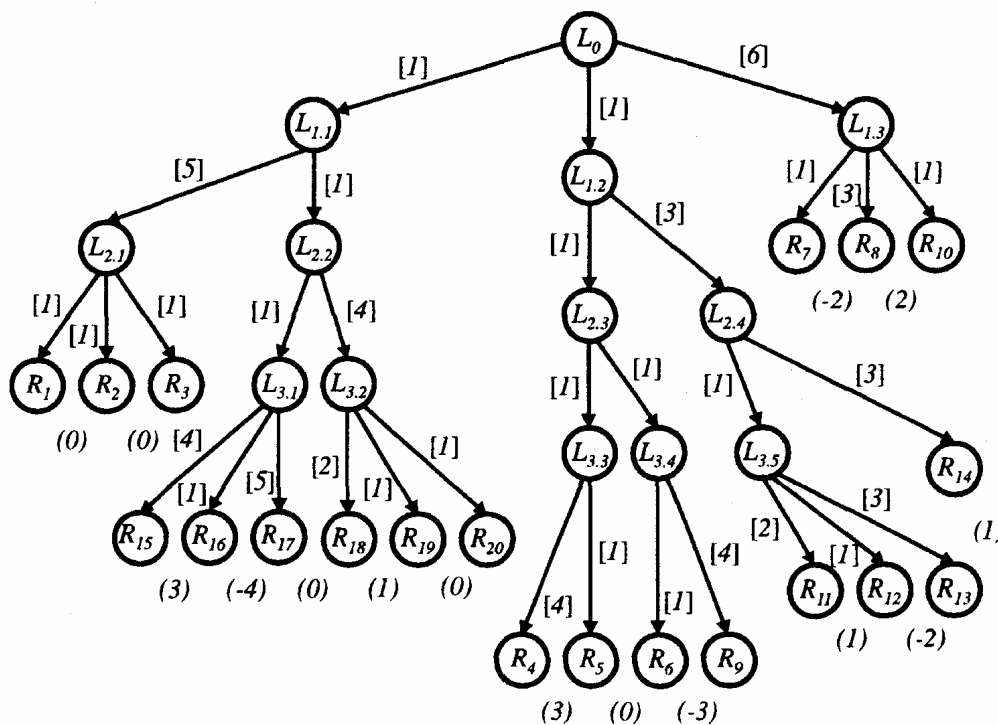 L0
[1] [6]
[1]
L1.1 L1.3
[5] [1] L1.2 [1] [3] [1]
[3]
L2.1 L2.2 [1] R7 R8 R10
[1] [1] [1] [1] [4] (-2) (2)
L2.3 L2.4
R1 R2 R3 L3.1 L3.2 [1] [1] [1] [3]
(0) (0) [4] [1] [5] [2] [1] [1] L3.3 L3.4 L3.5 R14
R15 R16 R17 R18 R19 R20 [2] [1] [3] (1)
(3) (-4) (0) (1) (0) [4] [1] [1] [4] R11 R12 R13
(1) (-2)
R4 R5 R6 R9
(3) (0) (-3)